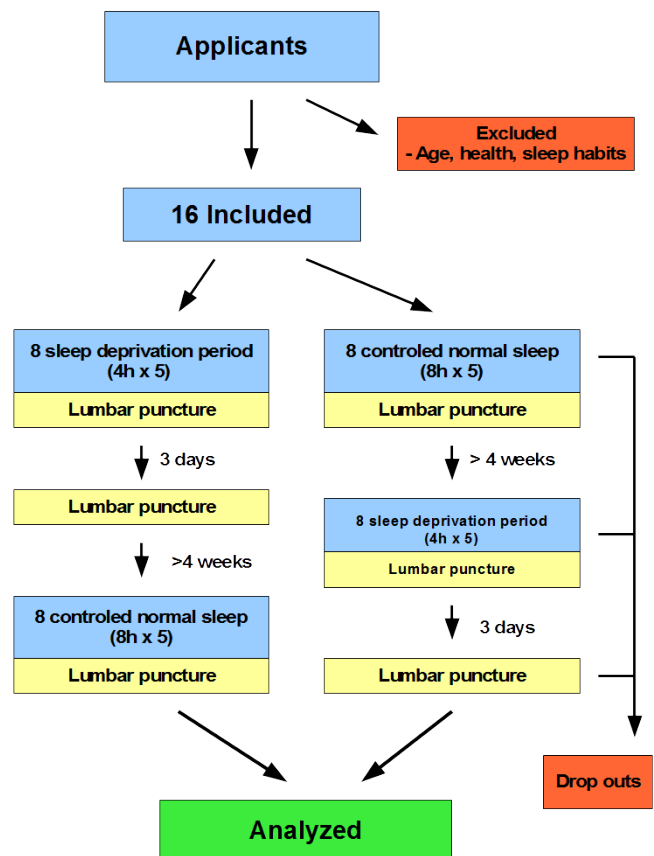 Applicants
Excluded
- Age, health, sleep habits
16 Included
8 sleep deprivation period
(4h x 5)
Lumbar puncture
3 days
Lumbar puncture
>4 weeks
8 controled normal sleep
(8h x 5)
Lumbar puncture
8 controled normal sleep
(8h x 5)
Lumbar puncture
> 4 weeks
8 sleep deprivation period
(4h x 5)
Lumbar puncture
3 days
Lumbar puncture
Drop outs
Analyzed